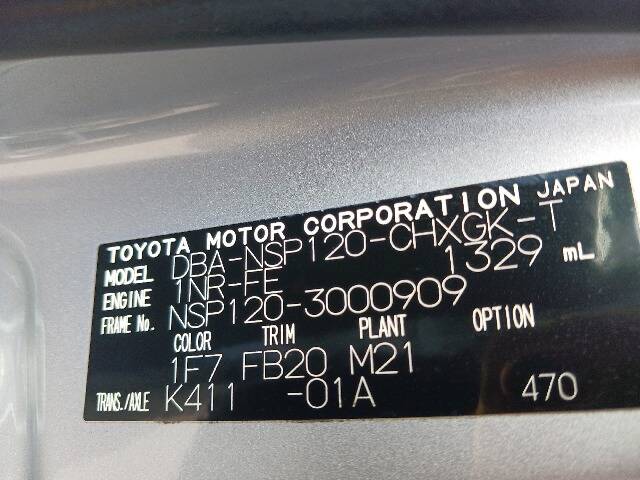 TOYOTA MOTOR CORPORATION JAPAN
MODEL DBA-NSP120-CHXGK-T
ENGINE 1NR-FE 1329 mL
FRAME No. NSP120-3000909
COLOR TRIM PLANT OPTION
1F7 FB20 M21
TRANS./AXLE K411 -01A 470